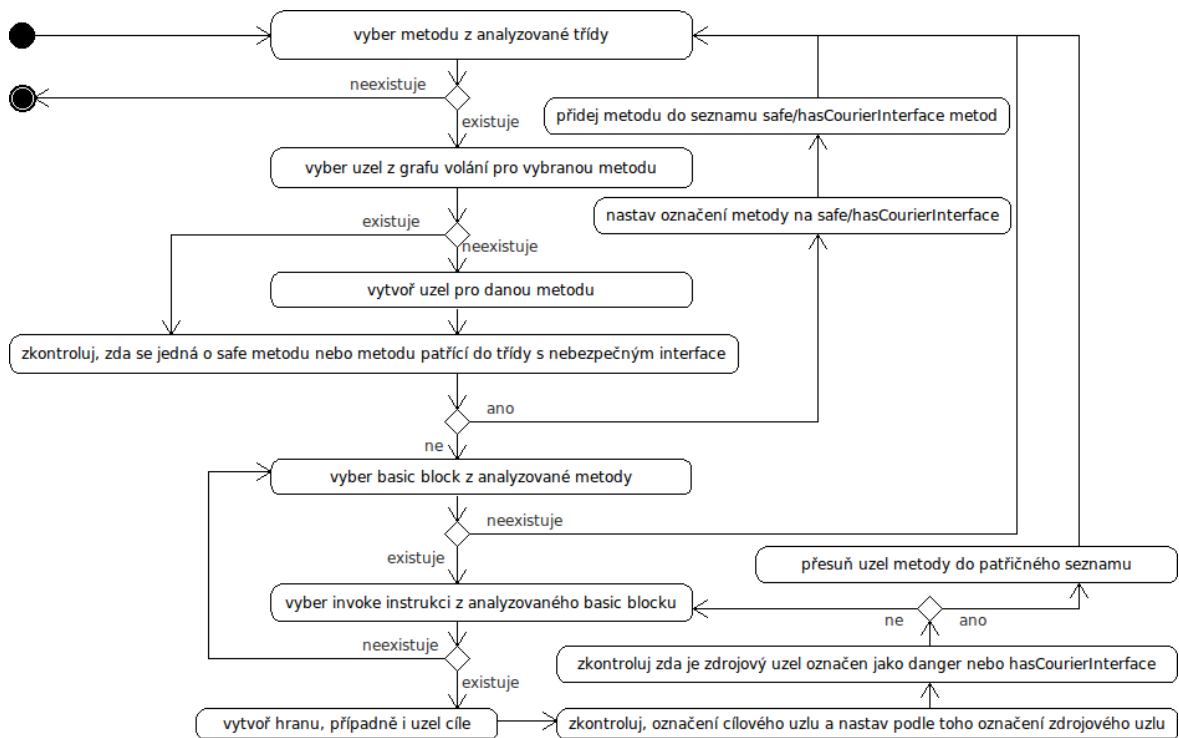 vyber metodu z analyzované třídy
neexistuje
existuje
přidej metodu do seznamu safe/hasCourierInterface metod
vyber uzel z grafu volání pro vybranou metodu
nastav označení metody na safe/hasCourierInterface
existuje
neexistuje
vytvoř uzel pro danou metodu
zkontroluj, zda se jedná o safe metodu nebo metodu patřící do třídy s nebezpečným interface
ano
ne
vyber basic block z analyzované metody
neexistuje
existuje
přesuň uzel metody do patřičného seznamu
vyber invoke instrukci z analyzovaného basic blocku
ne
ano
neexistuje
zkontroluj zda je zdrojový uzel označen jako danger nebo hasCourierInterface
existuje
vytvoř hranu, případně i uzel cíle
zkontroluj, označení cílového uzlu a nastav podle toho označení zdrojového uzlu